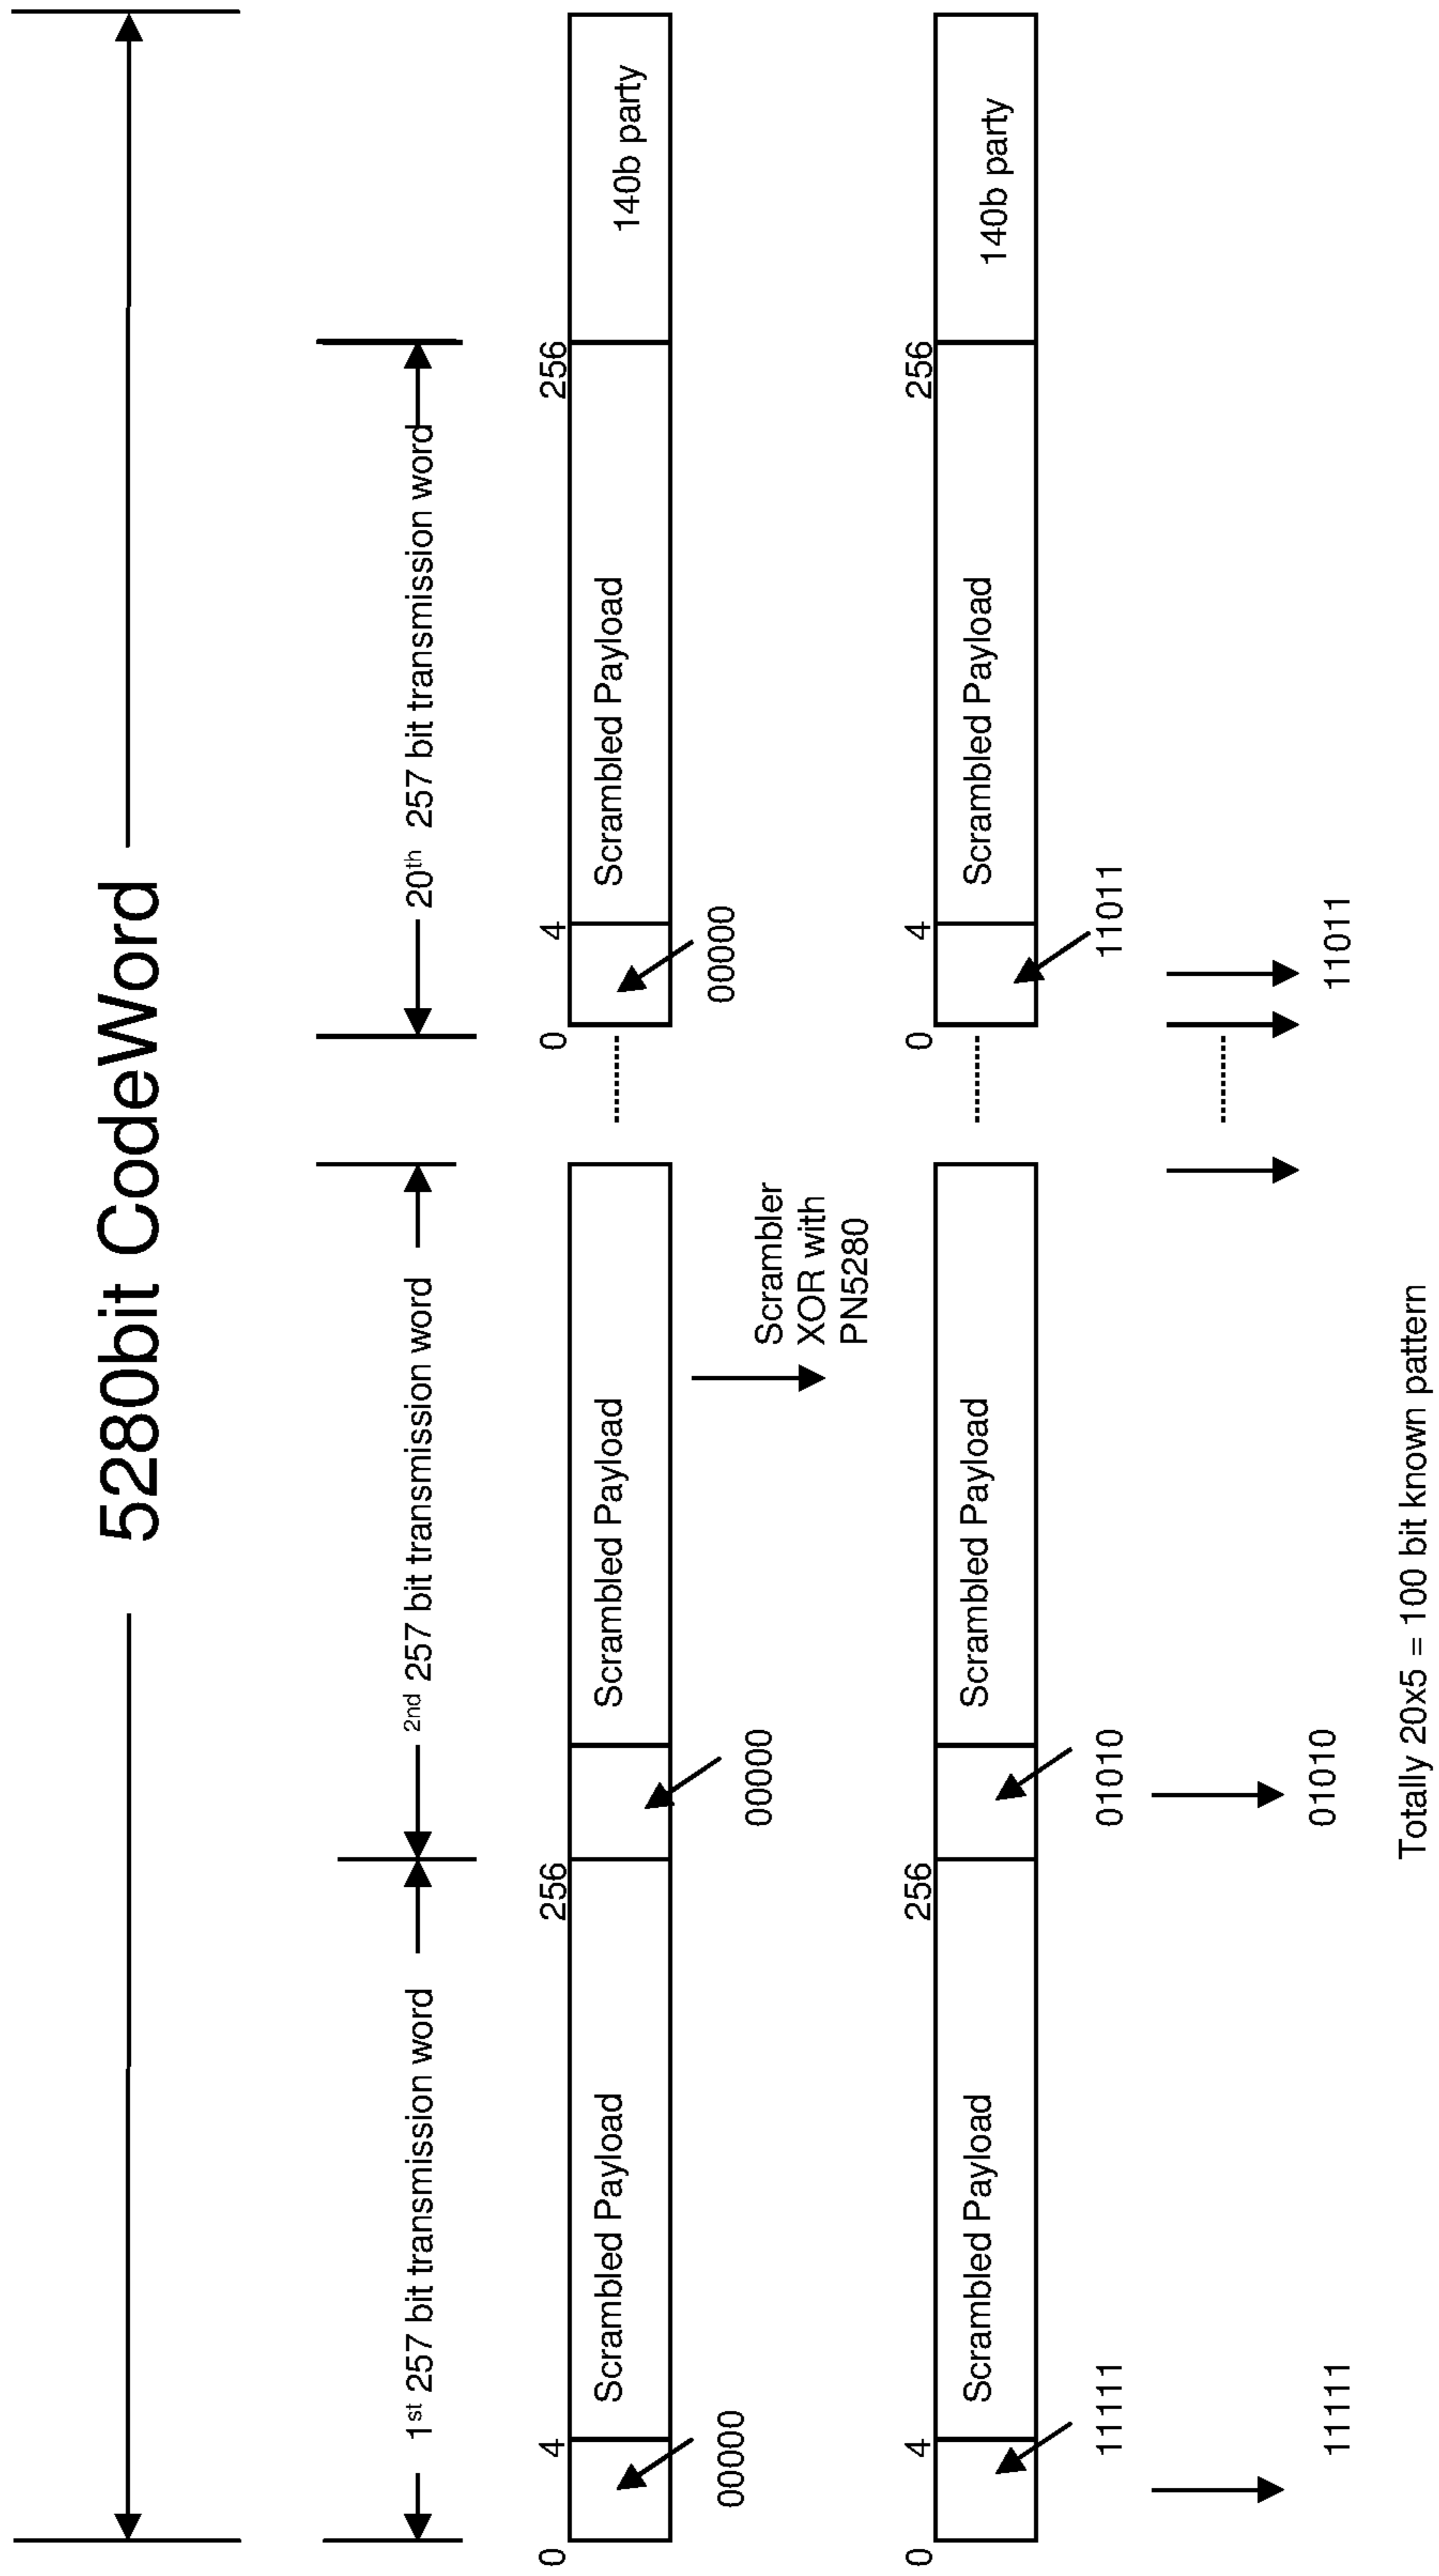 5280bit CodeWord
1st 257 bit transmission word
2nd 257 bit transmission word
20th 257 bit transmission word
0
4
256
0
4
256
Scrambled Payload
Scrambled Payload
Scrambled Payload
140b party
00000
00000
00000
Scrambler
XOR with
PN5280
0
4
256
0
4
256
Scrambled Payload
Scrambled Payload
Scrambled Payload
140b party
11111
01010
11011
11111
01010
11011
Totally 20x5 = 100 bit known pattern